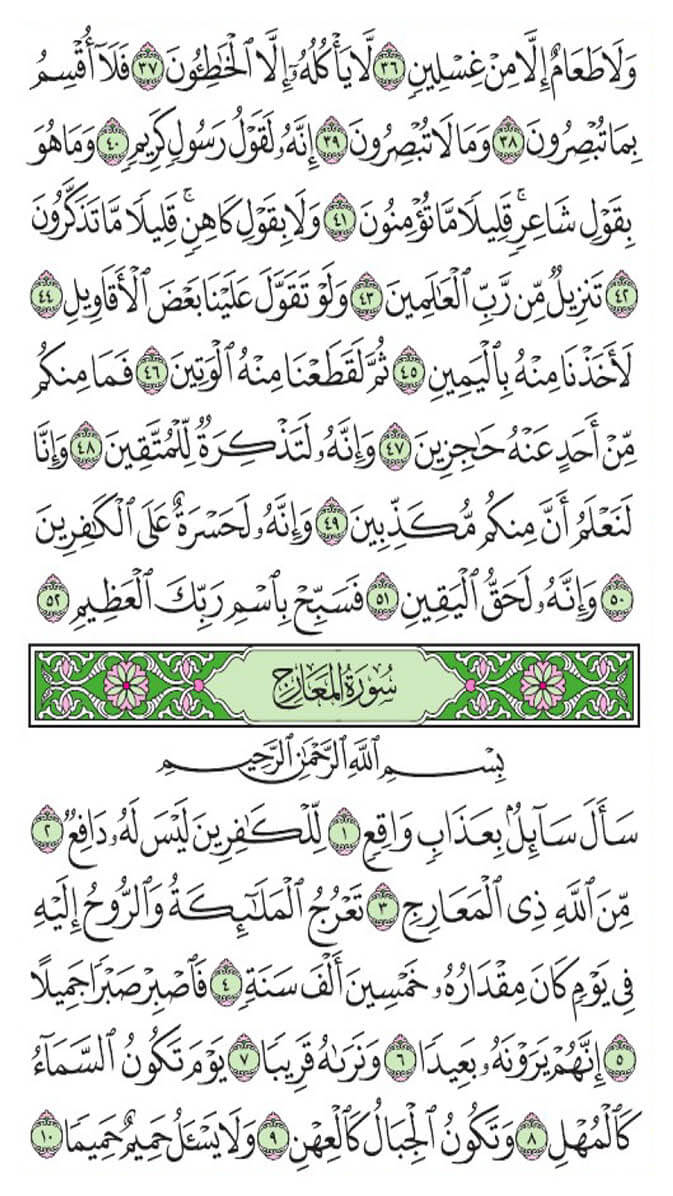 وَلَا طَعَامٌ إِلَّا مِنْ غِسْلِينٍ ٣٦ لَّا يَأْكُلُهُۥٓ إِلَّا ٱلْخَٰطِـُٔونَ ٣٧ فَلَآ أُقْسِمُ
بِمَا تُبْصِرُونَ ٣٨ وَمَا لَا تُبْصِرُونَ ٣٩ إِنَّهُۥ لَقَوْلُ رَسُولٍ كَرِيمٍ ٤٠ وَمَا هُوَ
بِقَوْلِ شَاعِرٍ ۚ قَلِيلًا مَّا تُؤْمِنُونَ ٤١ وَلَا بِقَوْلِ كَاهِنٍ ۚ قَلِيلًا مَّا تَذَكَّرُونَ
٤٢ تَنزِيلٌ مِّن رَّبِّ ٱلْعَٰلَمِينَ ٤٣ وَلَوْ تَقَوَّلَ عَلَيْنَا بَعْضَ ٱلْأَقَاوِيلِ ٤٤
لَأَخَذْنَا مِنْهُ بِٱلْيَمِينِ ٤٥ ثُمَّ لَقَطَعْنَا مِنْهُ ٱلْوَتِينَ ٤٦ فَمَا مِنكُم
مِّنْ أَحَدٍ عَنْهُ حَٰجِزِينَ ٤٧ وَإِنَّهُۥ لَتَذْكِرَةٌ لِّلْمُتَّقِينَ ٤٨ وَإِنَّا
لَنَعْلَمُ أَنَّ مِنكُم مُّكَذِّبِينَ ٤٩ وَإِنَّهُۥ لَحَسْرَةٌ عَلَى ٱلْكَٰفِرِينَ
٥٠ وَإِنَّهُۥ لَحَقُّ ٱلْيَقِينِ ٥١ فَسَبِّحْ بِٱسْمِ رَبِّكَ ٱلْعَظِيمِ ٥٢
سُورَةُ المَعَارِجِ
بِسْمِ ٱللَّهِ ٱلرَّحْمَٰنِ ٱلرَّحِيمِ
سَأَلَ سَآئِلٌۢ بِعَذَابٍ وَاقِعٍ ١ لِّلْكَٰفِرِينَ لَيْسَ لَهُۥ دَافِعٌ ٢
مِّنَ ٱللَّهِ ذِى ٱلْمَعَارِجِ ٣ تَعْرُجُ ٱلْمَلَٰٓئِكَةُ وَٱلرُّوحُ إِلَيْهِ
فِى يَوْمٍ كَانَ مِقْدَارُهُۥ خَمْسِينَ أَلْفَ سَنَةٍ ٤ فَٱصْبِرْ صَبْرًا جَمِيلًا
٥ إِنَّهُمْ يَرَوْنَهُۥ بَعِيدًا ٦ وَنَرَىٰهُ قَرِيبًا ٧ يَوْمَ تَكُونُ ٱلسَّمَآءُ
كَٱلْمُهْلِ ٨ وَتَكُونُ ٱلْجِبَالُ كَٱلْعِهْنِ ٩ وَلَا يَسْـَٔلُ حَمِيمٌ حَمِيمًا ١٠